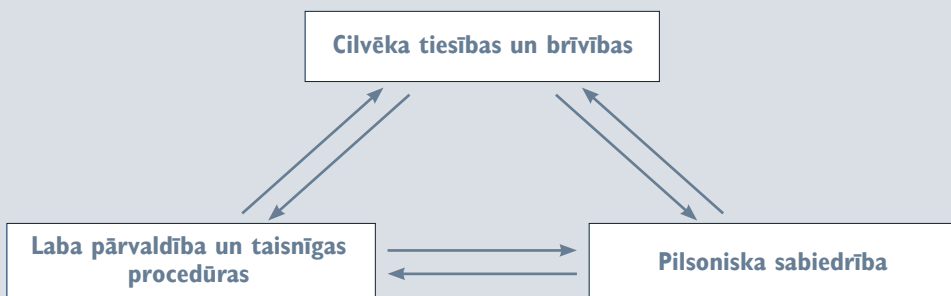 Cilvēka tiesības un brīvības
Laba pārvaldība un taisnīgas
procedūras
Pilsoniska sabiedrība